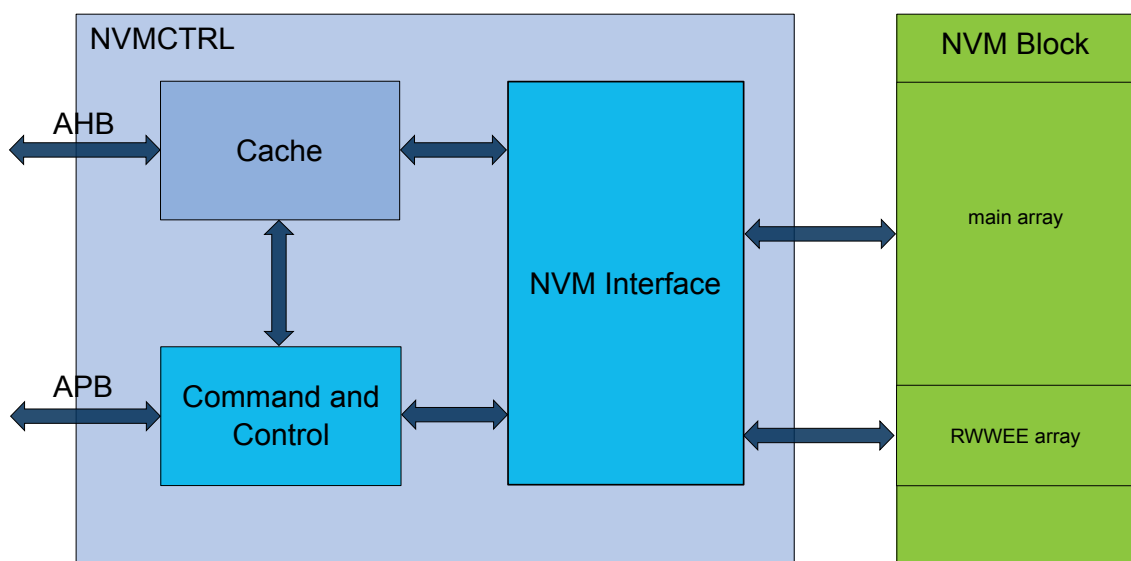 NVMCTRL
NVM Block
AHB
Cache
main array
NVM Interface
APB
Command and
Control
RWWEE array